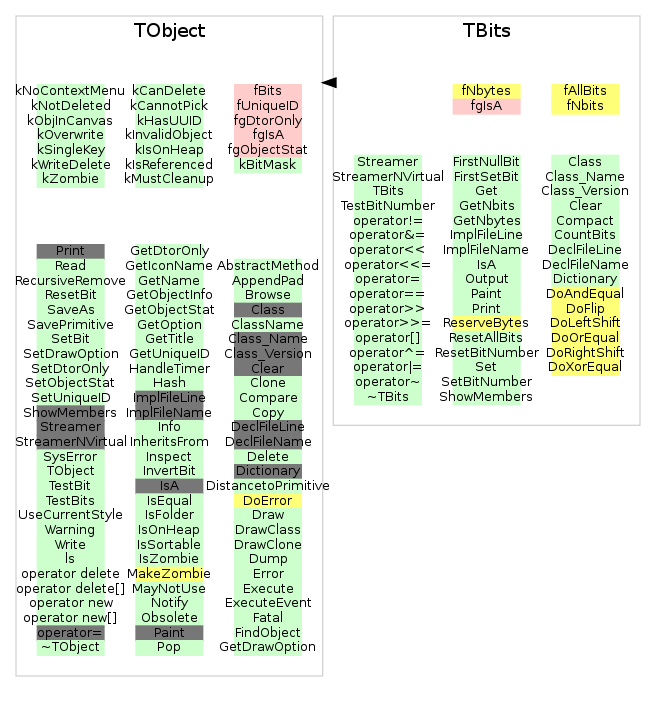 TObject
kNoContextMenu
kNotDeleted
kObjInCanvas
kOverwrite
kSingleKey
kWriteDelete
kZombie
kCanDelete
kCannotPick
kHasUUID
kInvalidObject
kIsOnHeap
kIsReferenced
kMustCleanup
fBits
fUniqueID
fgDtorOnly
fgIsA
fgObjectStat
kBitMask
Print
Read
RecursiveRemove
ResetBit
SaveAs
SavePrimitive
SetBit
SetDrawOption
SetDtorOnly
SetObjectStat
SetUniqueID
ShowMembers
Streamer
StreamerNVirtual
SysError
TObject
TestBit
TestBits
UseCurrentStyle
Warning
Write
ls
operator delete
operator delete[]
operator new
operator new[]
operator=
~TObject
GetDtorOnly
GetIconName
GetName
GetObjectInfo
GetObjectStat
GetOption
GetTitle
GetUniqueID
HandleTimer
Hash
ImplFileLine
ImplFileName
Info
InheritsFrom
Inspect
InvertBit
IsA
IsEqual
IsFolder
IsOnHeap
IsSortable
IsZombie
MakeZombie
MayNotUse
Notify
Obsolete
Paint
Pop
AbstractMethod
AppendPad
Browse
Class
ClassName
Class_Name
Class_Version
Clear
Clone
Compare
Copy
DeclFileLine
DeclFileName
Delete
Dictionary
DistancetoPrimitive
DoError
Draw
DrawClass
DrawClone
Dump
Error
Execute
ExecuteEvent
Fatal
FindObject
GetDrawOption
TBits
fNbytes
fgIsA
fAllBits
fNbits
Streamer
StreamerNVirtual
TBits
TestBitNumber
operator!=
operator&=
operator<<
operator<<=
operator=
operator==
operator>>
operator>>=
operator[]
operator^=
operator|=
operator~
~TBits
FirstNullBit
FirstSetBit
Get
GetNbits
GetNbytes
ImplFileLine
ImplFileName
IsA
Output
Paint
Print
ReserveBytes
ResetAllBits
ResetBitNumber
Set
SetBitNumber
ShowMembers
Class
Class_Name
Class_Version
Clear
Compact
CountBits
DeclFileLine
DeclFileName
Dictionary
DoAndEqual
DoFlip
DoLeftShift
DoOrEqual
DoRightShift
DoXorEqual